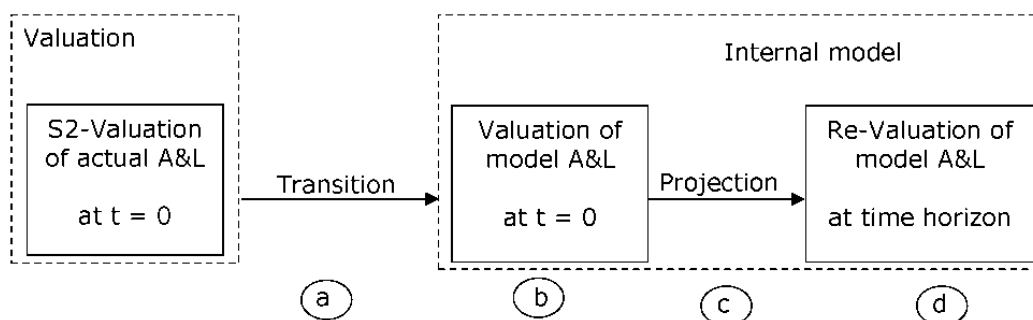 Valuation
Internal model
S2-Valuation
of actual A&L
at t = 0
Transition
Valuation of
model A&L
at t = 0
Projection
Re-Valuation of
model A&L
at time horizon
a
b
c
d